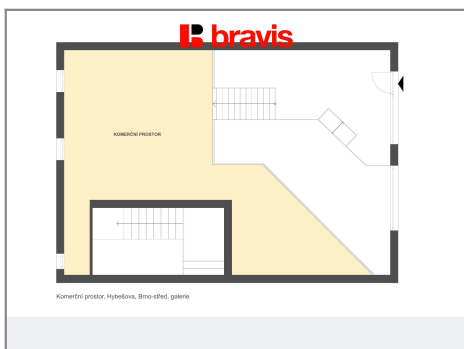 bravis
KOMERČNÍ PROSTOR
Komerční prostor, Hybešova, Brno-střed, galerie